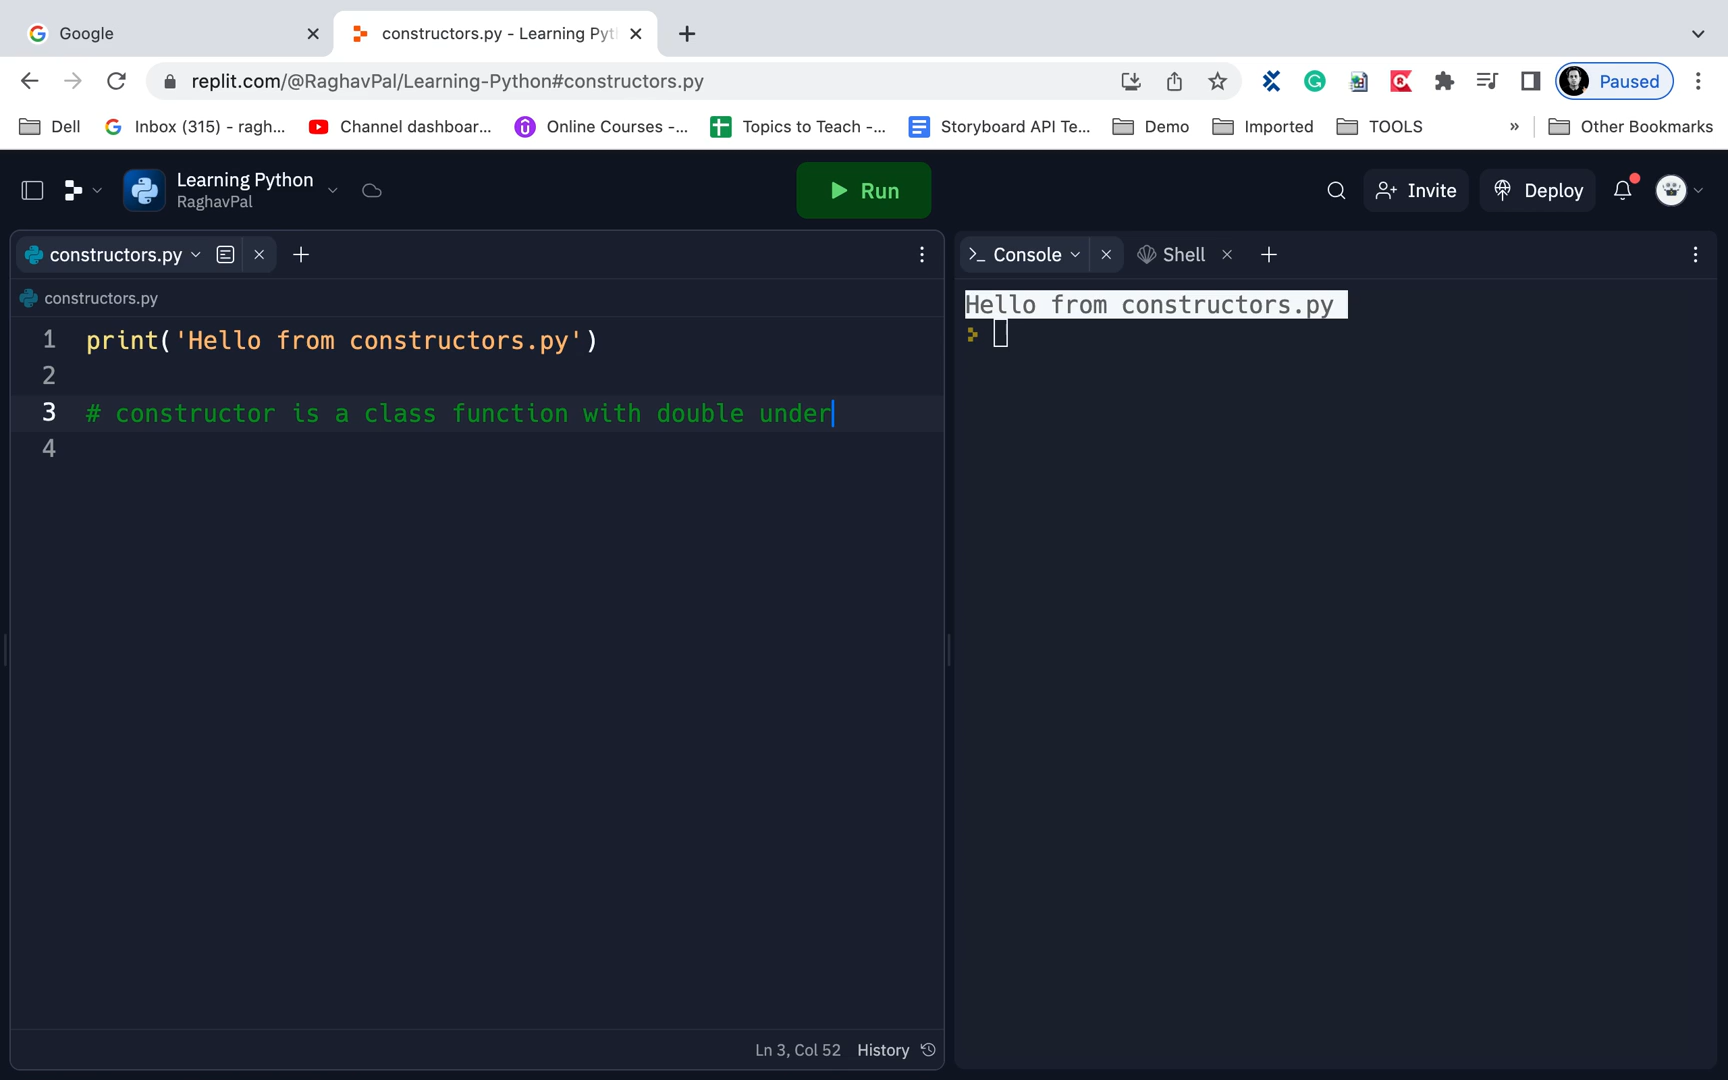 Google
constructors.py - Learning Pyt
replit.com/@RaghavPal/Learning-Python#constructors.py
Paused
Dell
Inbox (315) - ragh...
Channel dashboar...
Online Courses -...
Topics to Teach -...
Storyboard API Te...
Demo
Imported
TOOLS
»
Other Bookmarks
Learning Python
RaghavPal
Run
Invite
Deploy
constructors.py
Console
Shell
constructors.py
1 print('Hello from constructors.py')
2
3 # constructor is a class function with double under
4
Hello from constructors.py
Ln 3, Col 52
History